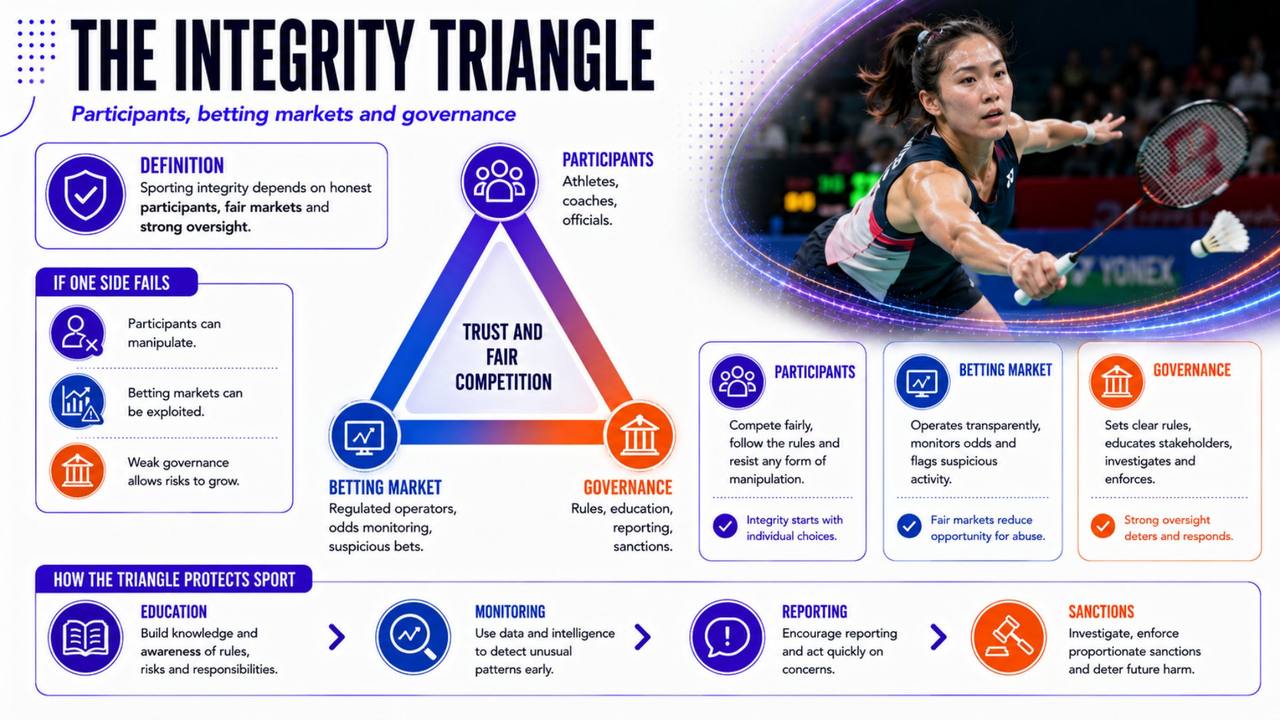 THE INTEGRITY TRIANGLE
Participants, betting markets and governance
DEFINITION
Sporting integrity depends on honest
participants, fair markets and
strong oversight.
IF ONE SIDE FAILS
Participants can
manipulate.
Betting markets can
be exploited.
Weak governance
allows risks to grow.
PARTICIPANTS
Athletes,
coaches,
officials.
TRUST AND
FAIR
COMPETITION
BETTING MARKET
Regulated operators,
odds monitoring,
suspicious bets.
GOVERNANCE
Rules, education,
reporting,
sanctions.
YONEX
PARTICIPANTS
Compete fairly,
follow the rules and
resist any form of
manipulation.
Integrity starts with
individual choices.
BETTING MARKET
Operates transparently,
monitors odds and
flags suspicious
activity.
Fair markets reduce
opportunity for abuse.
GOVERNANCE
Sets clear rules,
educates stakeholders,
investigates and
enforces.
Strong oversight
deters and responds.
HOW THE TRIANGLE PROTECTS SPORT
EDUCATION
Build knowledge and
awareness of rules,
risks and responsibilities.
MONITORING
Use data and intelligence
to detect unusual
patterns early.
REPORTING
Encourage reporting
and act quickly on
concerns.
SANCTIONS
Investigate, enforce
proportionate sanctions
and deter future harm.